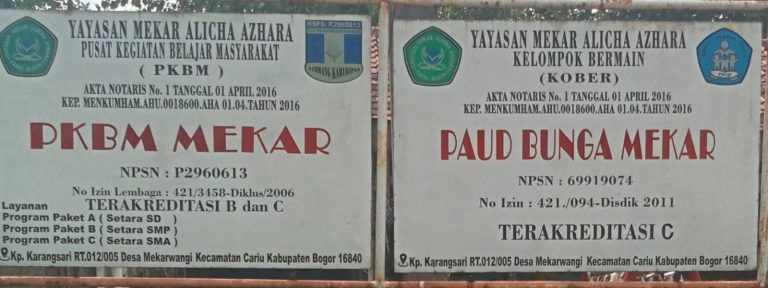 YAYASAN MEKAR ALICHA AZHARA
PUSAT KEGIATAN BELAJAR MASYARAKAT
( PKBM )
NSPS: P.2960613
AKTA NOTARIS No. 1 TANGGAL 01 APRIL 2016
KEP. MENKUMHAM.AHU.0018600.AHA 01.04.TAHUN 2016
PKBM MEKAR
NPSN : P2960613
No Izin Lembaga : 421/3458-Diklus/2006
Layanan TERAKREDITASI B dan C
Program Paket A ( Setara SD )
Program Paket B ( Setara SMP )
Program Paket C ( Setara SMA )
Kp. Karangsari RT.012/005 Desa Mekarwangi Kecamatan Cariu Kabupaten Bogor 16840
YAYASAN MEKAR ALICHA AZHARA
KELOMPOK BERMAIN
(KOBER)
PAUD
AKTA NOTARIS No. 1 TANGGAL 01 APRIL 2016
KEP. MENKUMHAM.AHU.0018600.AHA 01.04.TAHUN 2016
PAUD BUNGA MEKAR
NPSN : 69919074
No Izin : 421./094-Disdik 2011
TERAKREDITASI C
Kp. Karangsari RT.012/005 Desa Mekarwangi Kecamatan Cariu Kabupaten Bogor 16840